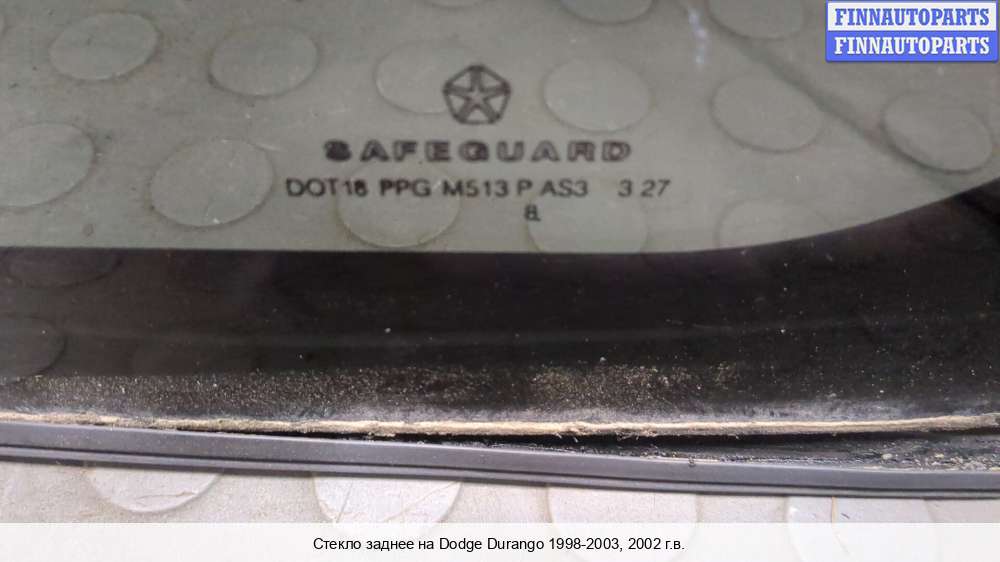 FINNAUTOPARTS
FINNAUTOPARTS
SAFEGUARD
DOT18 PPG M513 P AS3 3 27
8.
Стекло заднее на Dodge Durango 1998-2003, 2002 г.в.